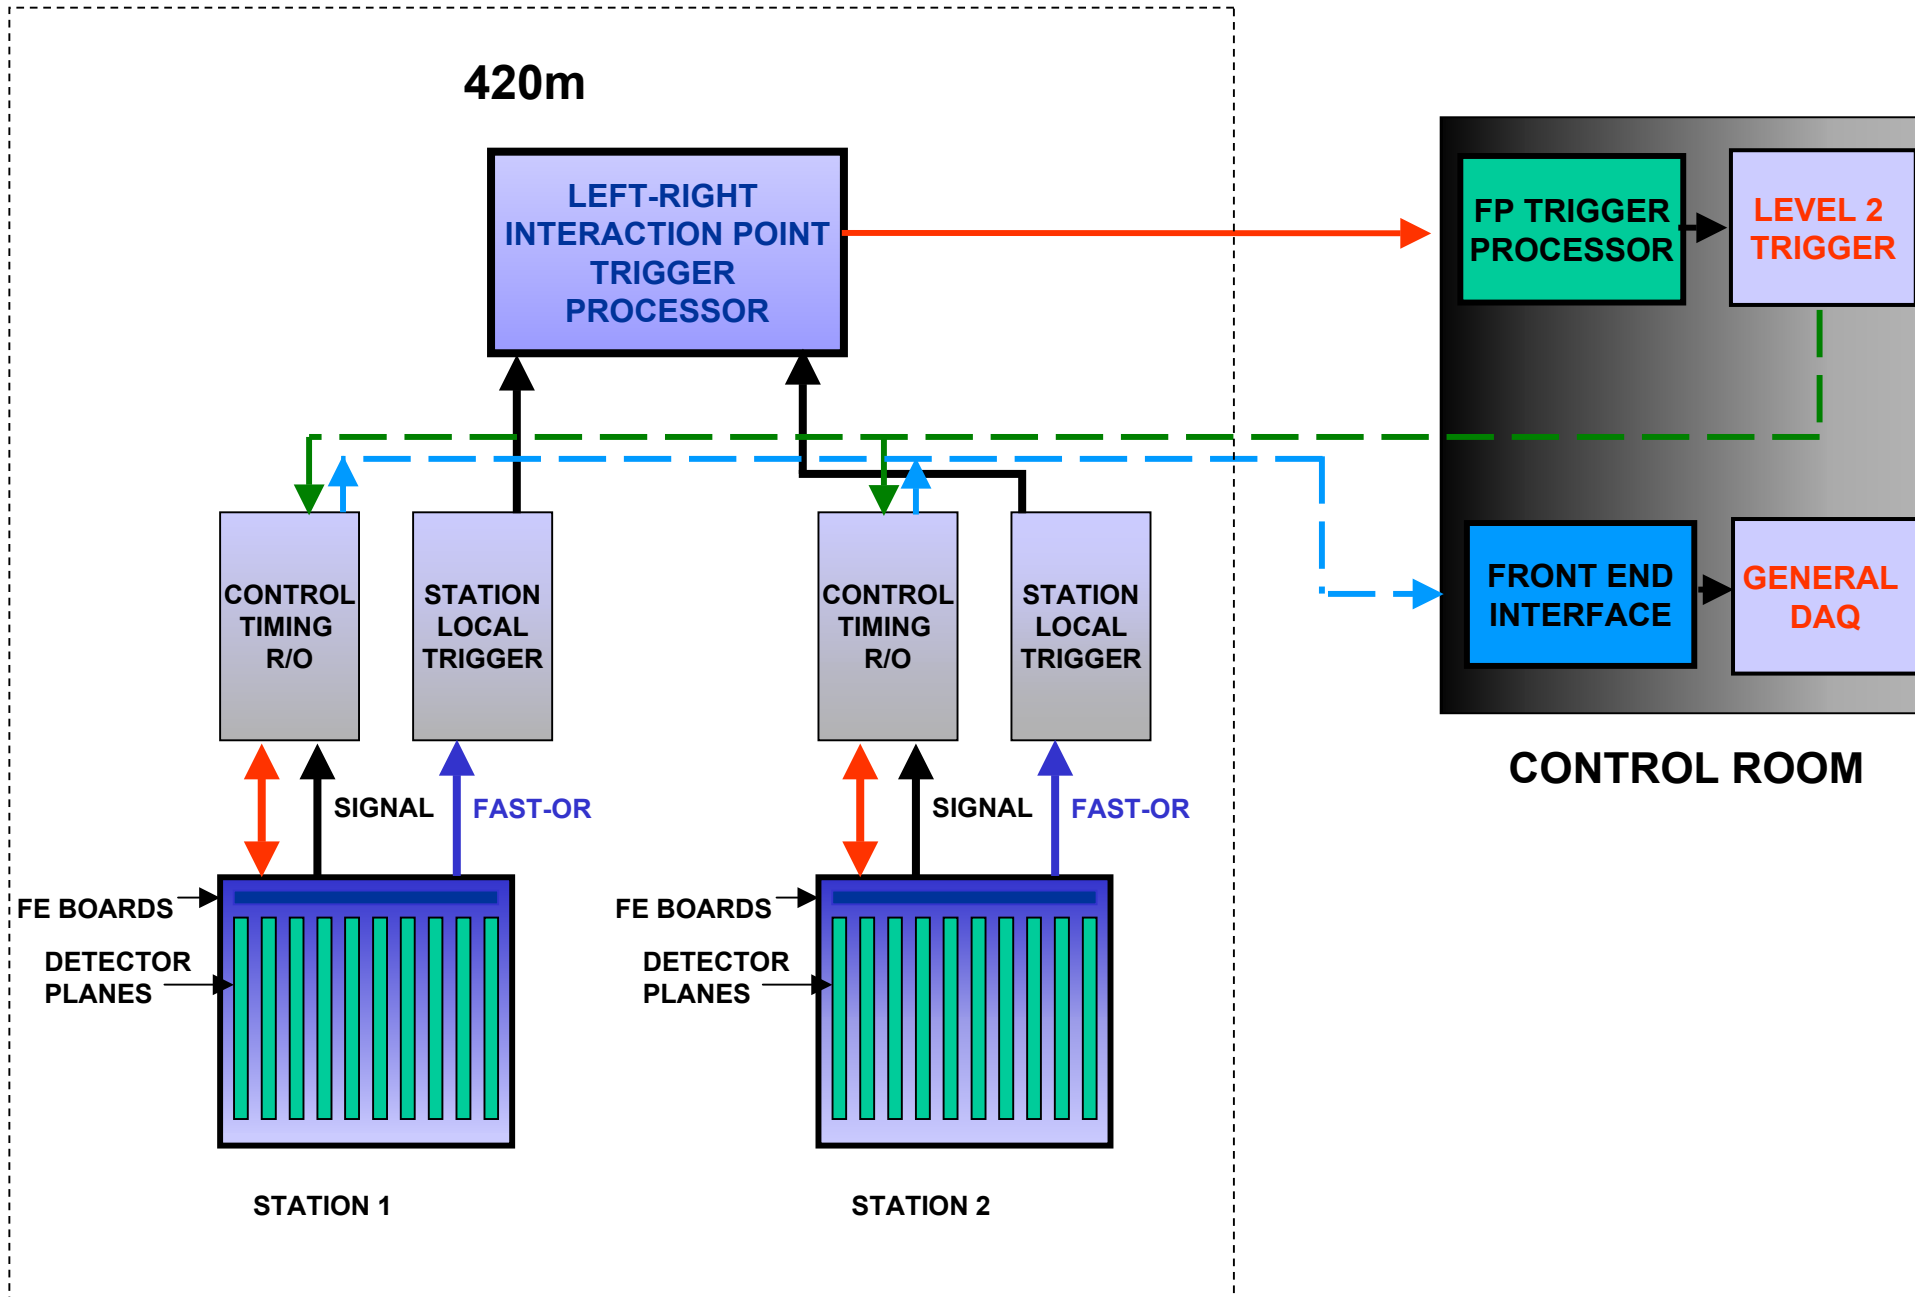 420m
LEFT-RIGHT
INTERACTION POINT
TRIGGER
PROCESSOR
FP TRIGGER
PROCESSOR
LEVEL 2
TRIGGER
CONTROL
TIMING
R/O
STATION
LOCAL
TRIGGER
CONTROL
TIMING
R/O
STATION
LOCAL
TRIGGER
FRONT END
INTERFACE
GENERAL
DAQ
CONTROL ROOM
SIGNAL
FAST-OR
SIGNAL
FAST-OR
FE BOARDS
DETECTOR
PLANES
FE BOARDS
DETECTOR
PLANES
STATION 1
STATION 2